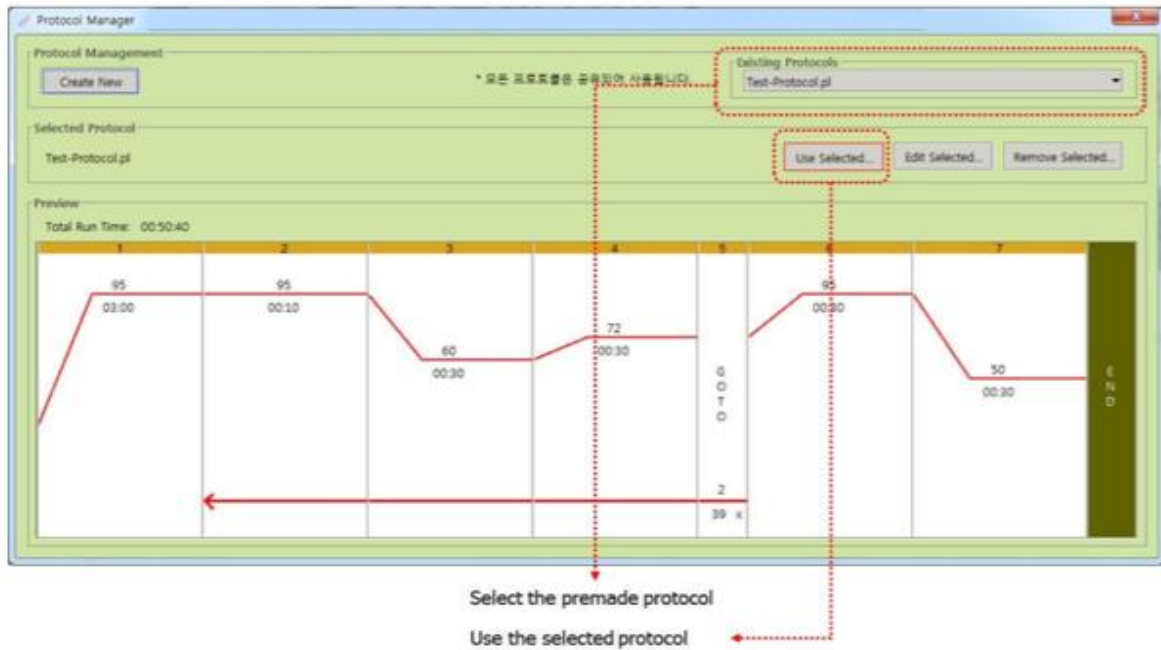 Protocol Manager
Protocol Management
Create New
* 모든 프로토콜은 공유되어 사용됩니다.
Existing Protocols
Test-Protocol.pl
Selected Protocol
Test-Protocol.pl
Use Selected...
Edit Selected...
Remove Selected...
Preview
Total Run Time: 00:50:40
1 2 3 4 5 6 7
95
03:00
95
00:10
60
00:30
72
00:30
GOTO
2
39 x
95
00:30
50
00:30
END
Select the premade protocol
Use the selected protocol